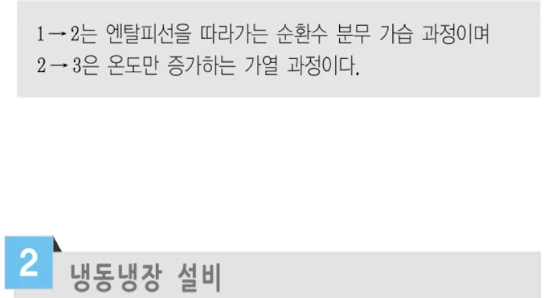 1→2는 엔탈피선을 따라가는 순환수 분무 가습 과정이며
2→3은 온도만 증가하는 가열 과정이다.
2 냉동냉장 설비